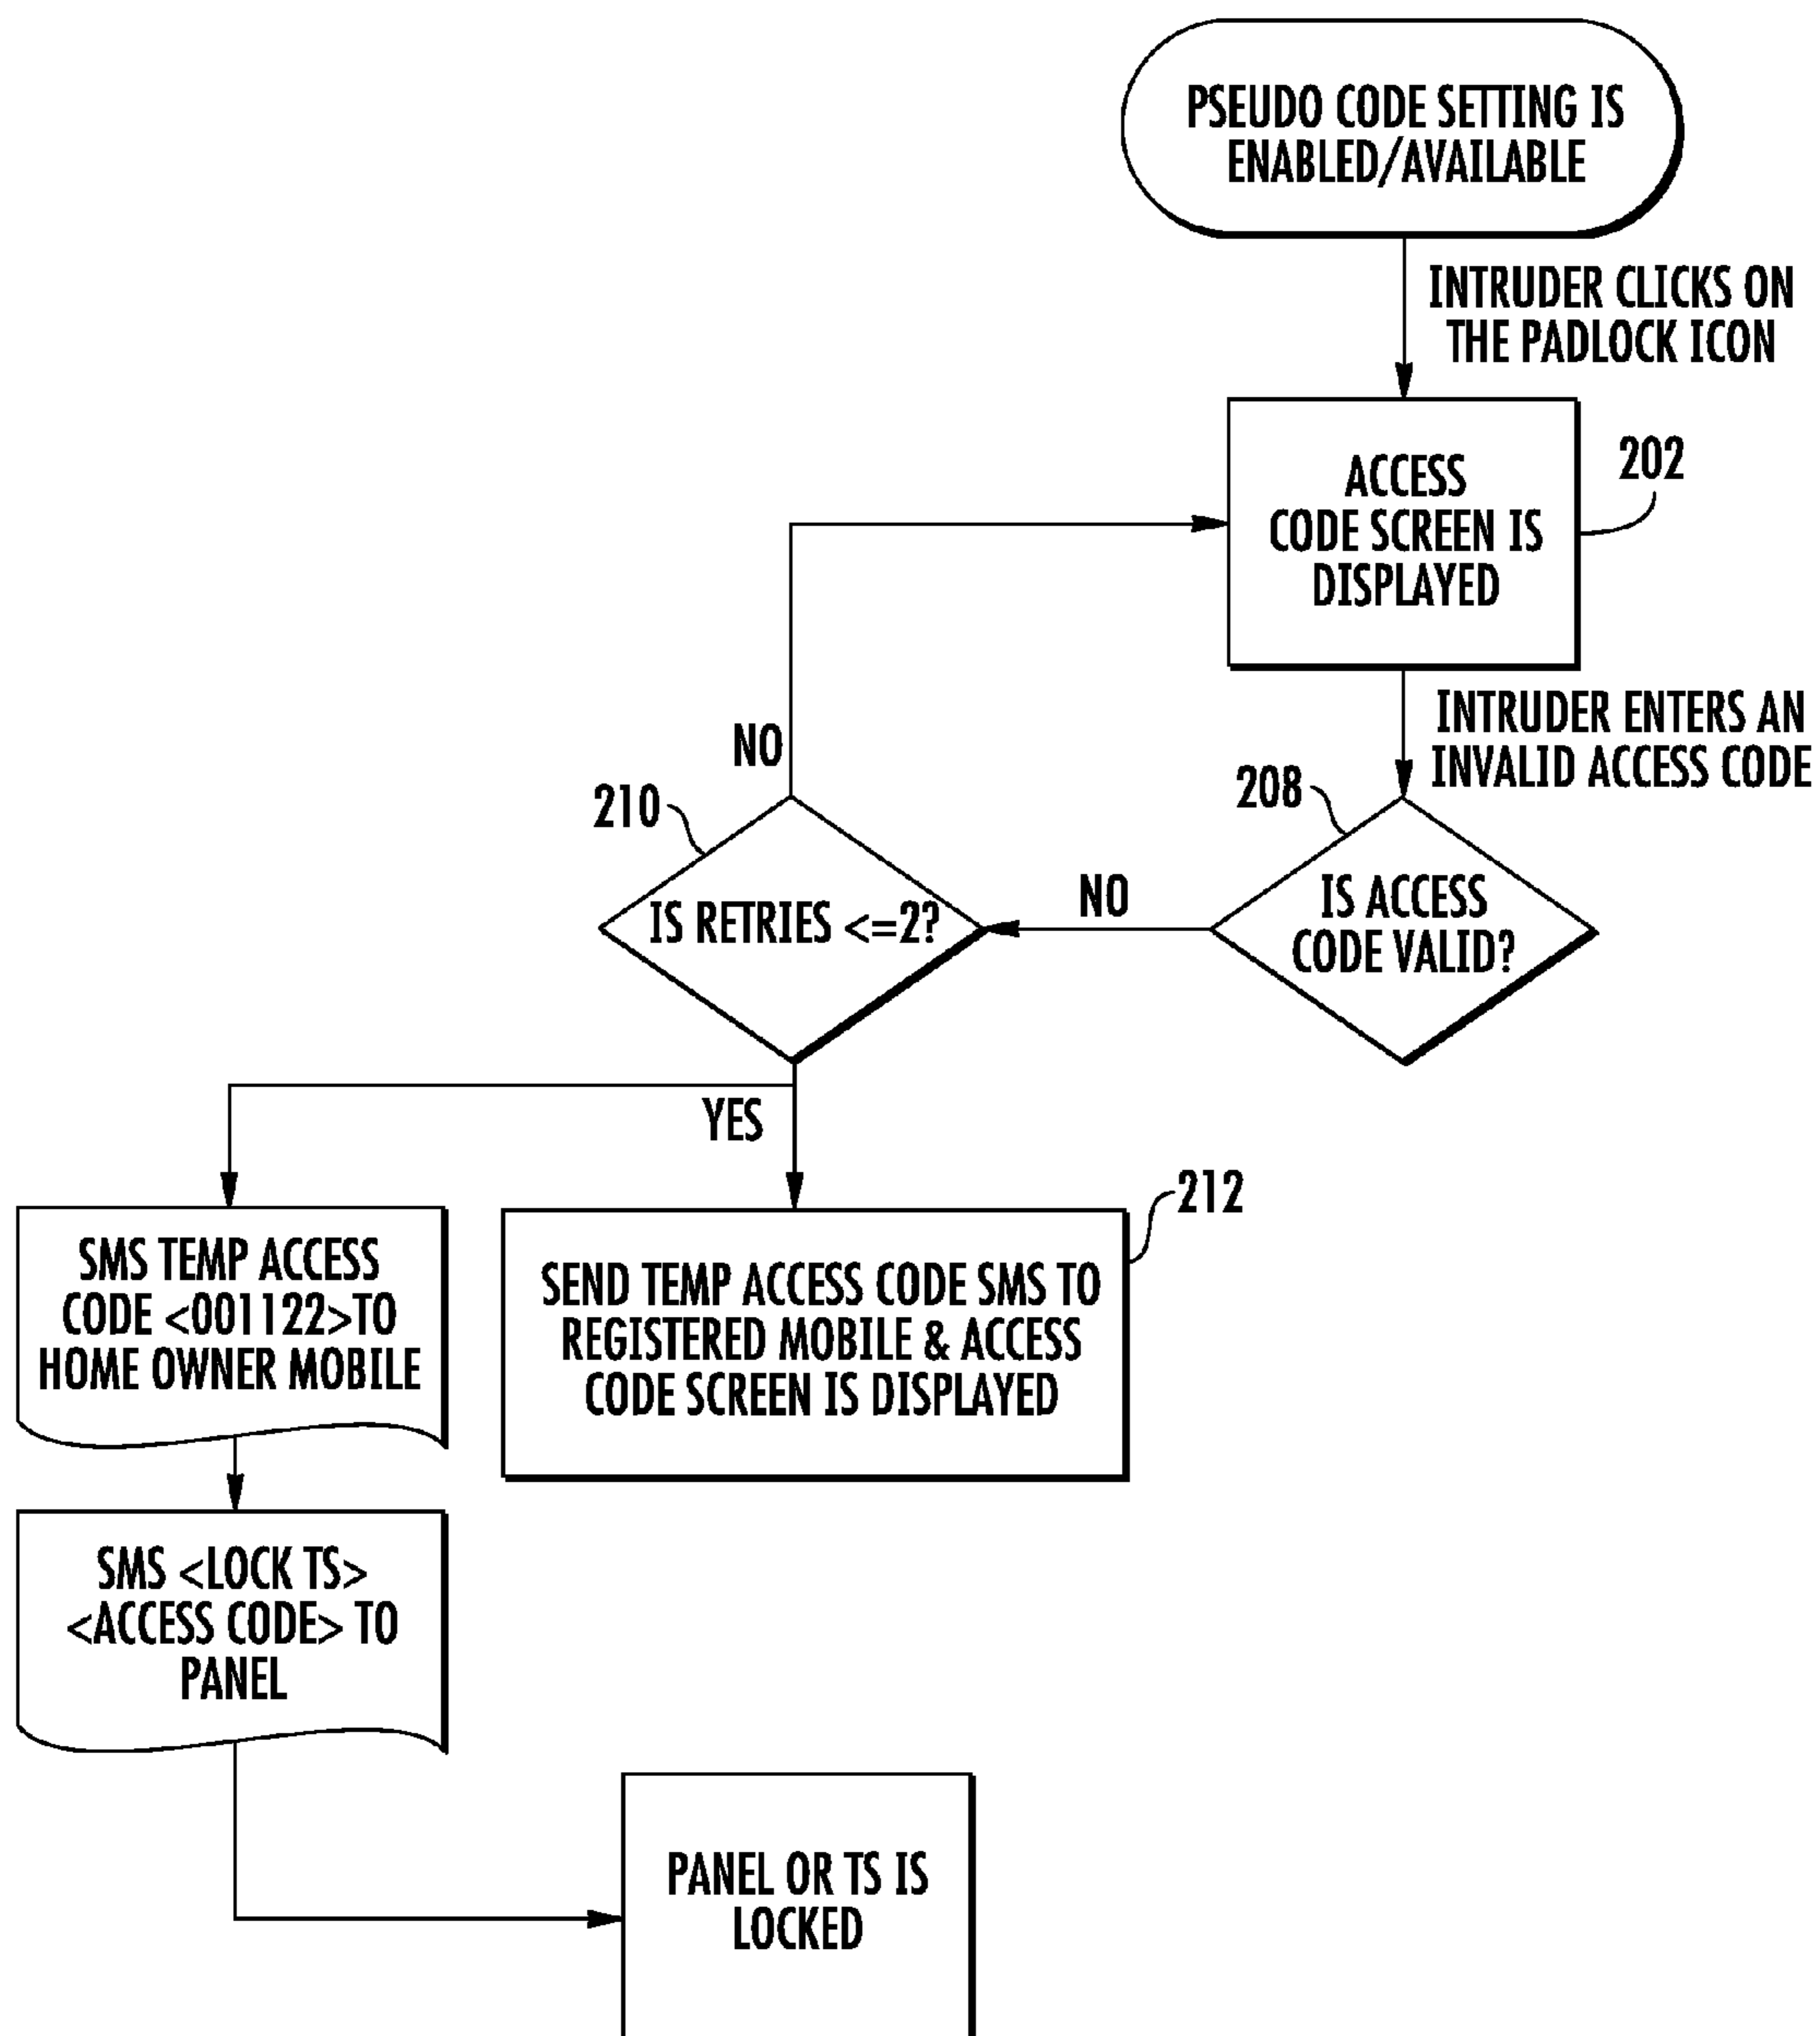 PSEUDO CODE SETTING IS
ENABLED/AVAILABLE
INTRUDER CLICKS ON
THE PADLOCK ICON
ACCESS
CODE SCREEN IS
DISPLAYED
202
INTRUDER ENTERS AN
INVALID ACCESS CODE
208
IS ACCESS
CODE VALID?
NO
210
IS RETRIES <=2?
NO
YES
SMS TEMP ACCESS
CODE <001122>TO
HOME OWNER MOBILE
212
SEND TEMP ACCESS CODE SMS TO
REGISTERED MOBILE & ACCESS
CODE SCREEN IS DISPLAYED
SMS <LOCK TS>
<ACCESS CODE> TO
PANEL
PANEL OR TS IS
LOCKED